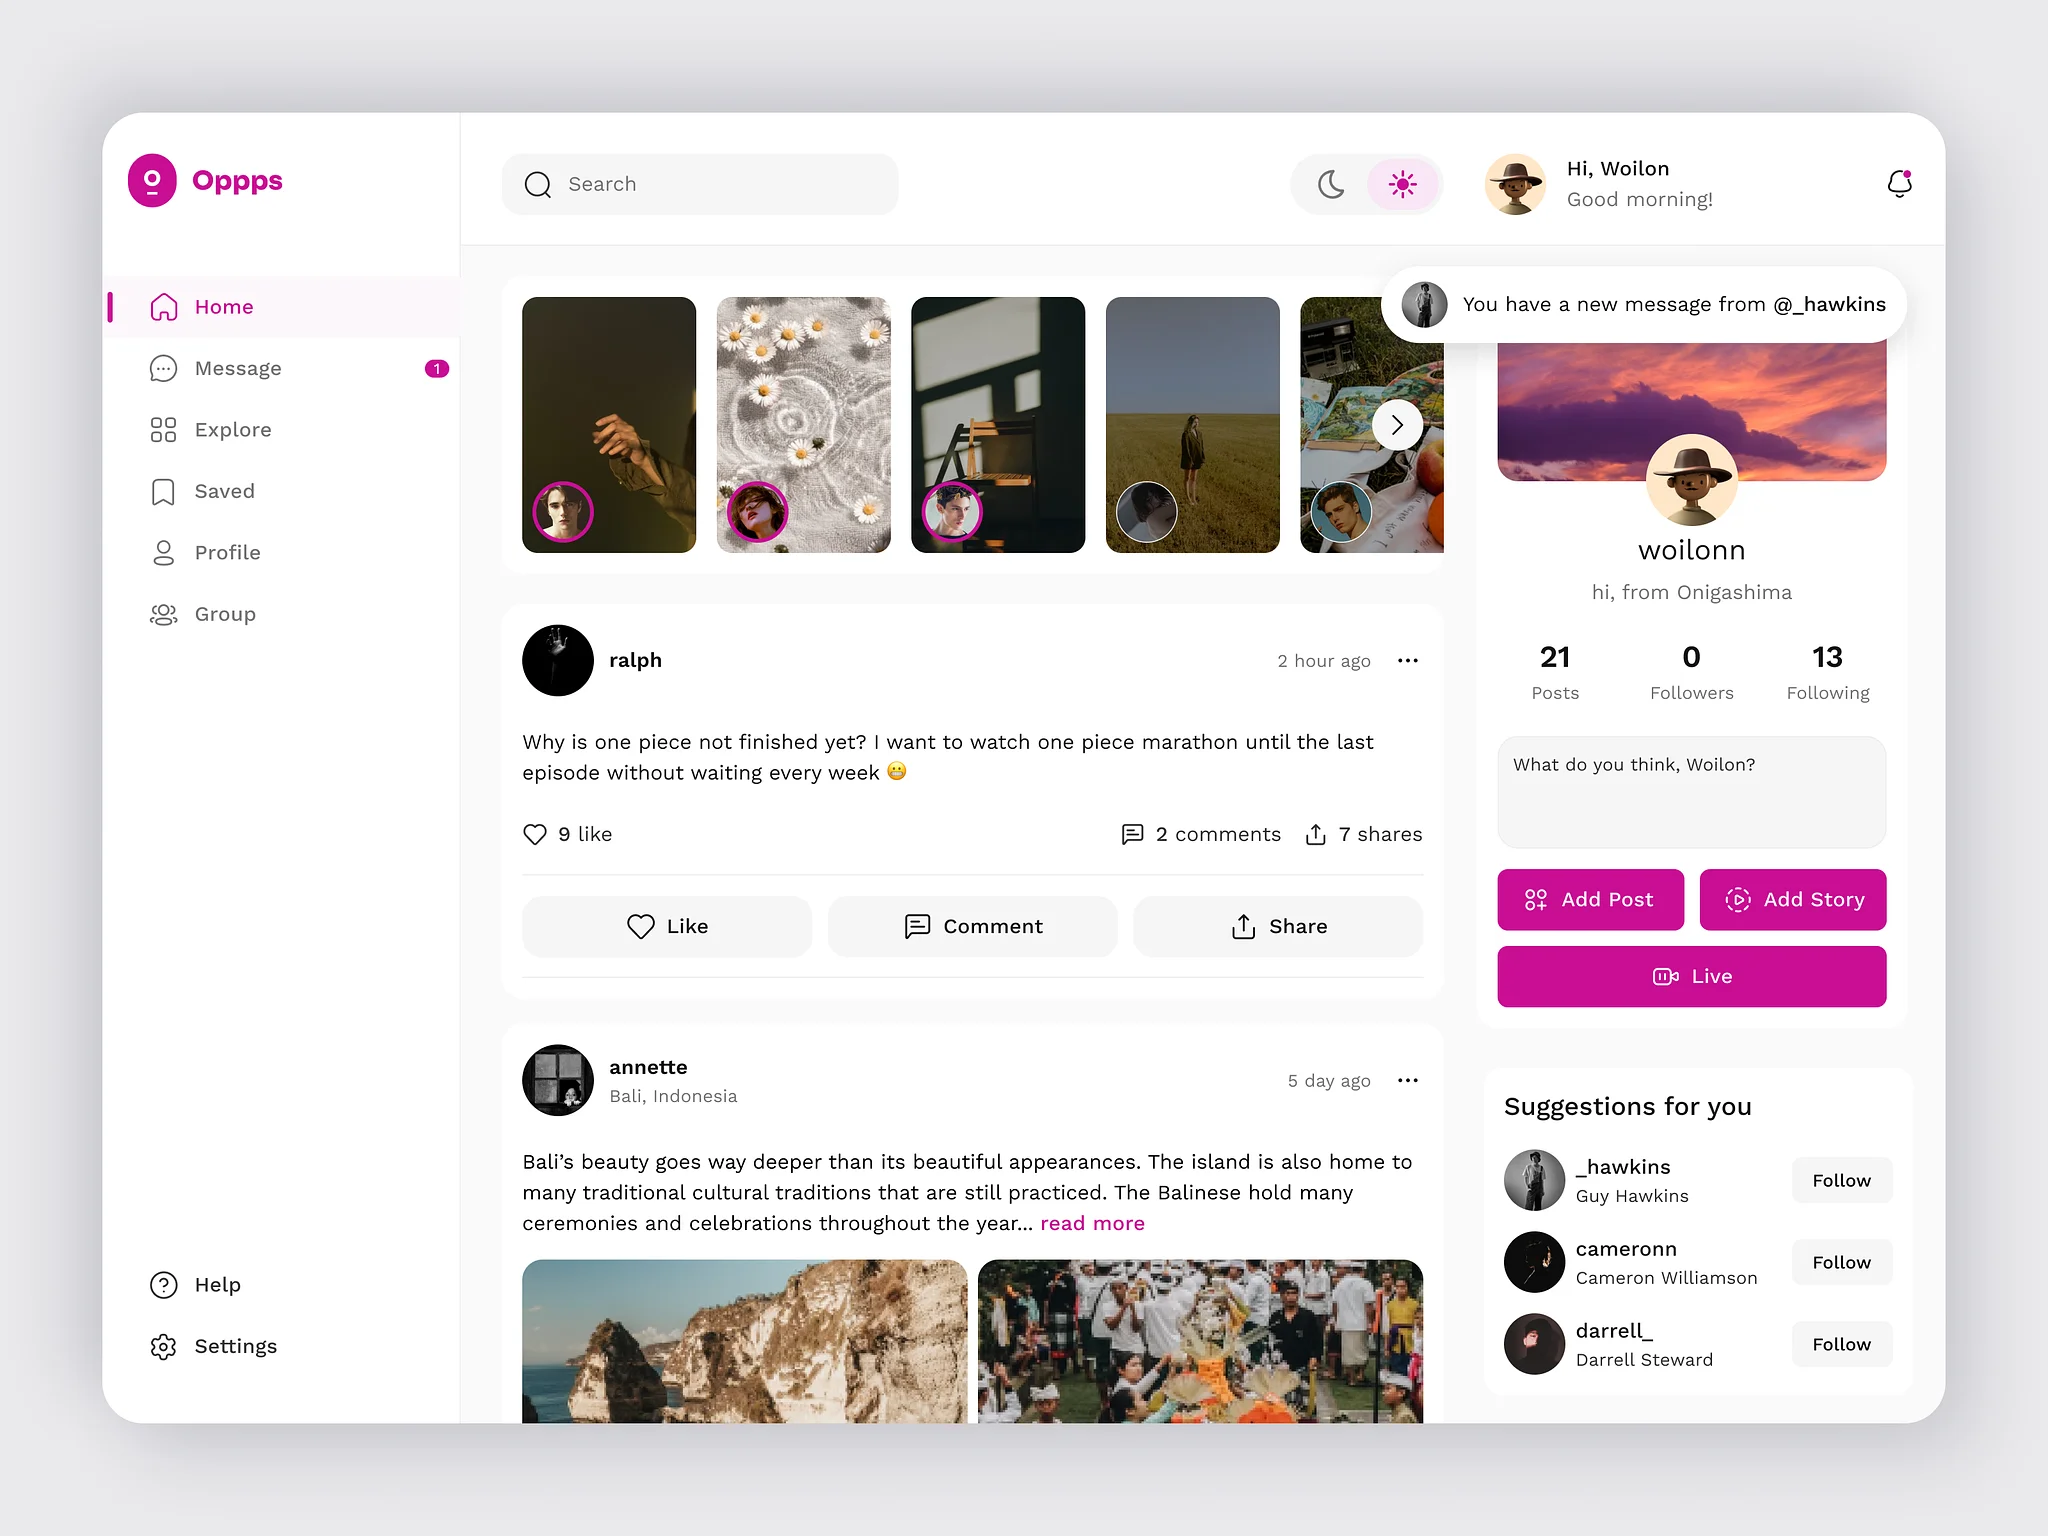 Oppps
Search
Hi, Woilon
Good morning!
Home
Message
1
Explore
Saved
Profile
Group
Help
Settings
You have a new message from @_hawkins
ralph
2 hour ago
Why is one piece not finished yet? I want to watch one piece marathon until the last
episode without waiting every week 😬
9 like
2 comments
7 shares
Like
Comment
Share
annette
Bali, Indonesia
5 day ago
Bali’s beauty goes way deeper than its beautiful appearances. The island is also home to
many traditional cultural traditions that are still practiced. The Balinese hold many
ceremonies and celebrations throughout the year... read more
woilonn
hi, from Onigashima
21
Posts
0
Followers
13
Following
What do you think, Woilon?
Add Post
Add Story
Live
Suggestions for you
_hawkins
Guy Hawkins
Follow
cameronn
Cameron Williamson
Follow
darrell_
Darrell Steward
Follow